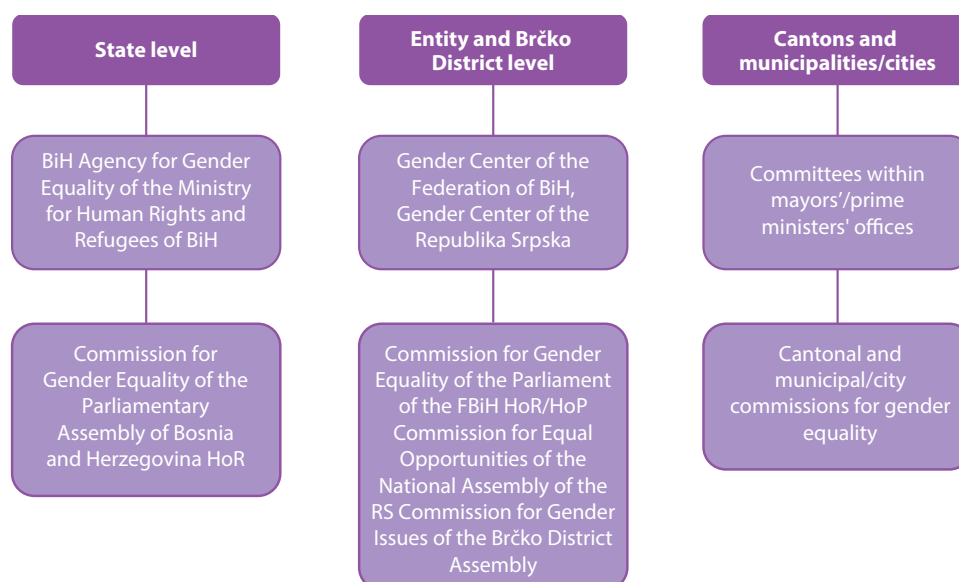 State level
BiH Agency for Gender
Equality of the Ministry
for Human Rights and
Refugees of BiH
Commission for
Gender Equality of the
Parliamentary
Assembly of Bosnia
and Herzegovina HoR
Entity and Brčko
District level
Gender Center of the
Federation of BiH,
Gender Center of the
Republika Srpska
Commission for Gender
Equality of the Parliament
of the FBiH HoR/HoP
Commission for Equal
Opportunities of the
National Assembly of the
RS Commission for Gender
Issues of the Brčko District
Assembly
Cantons and
municipalities/cities
Committees within
mayors’/prime
ministers' offices
Cantonal and
municipal/city
commissions for gender
equality